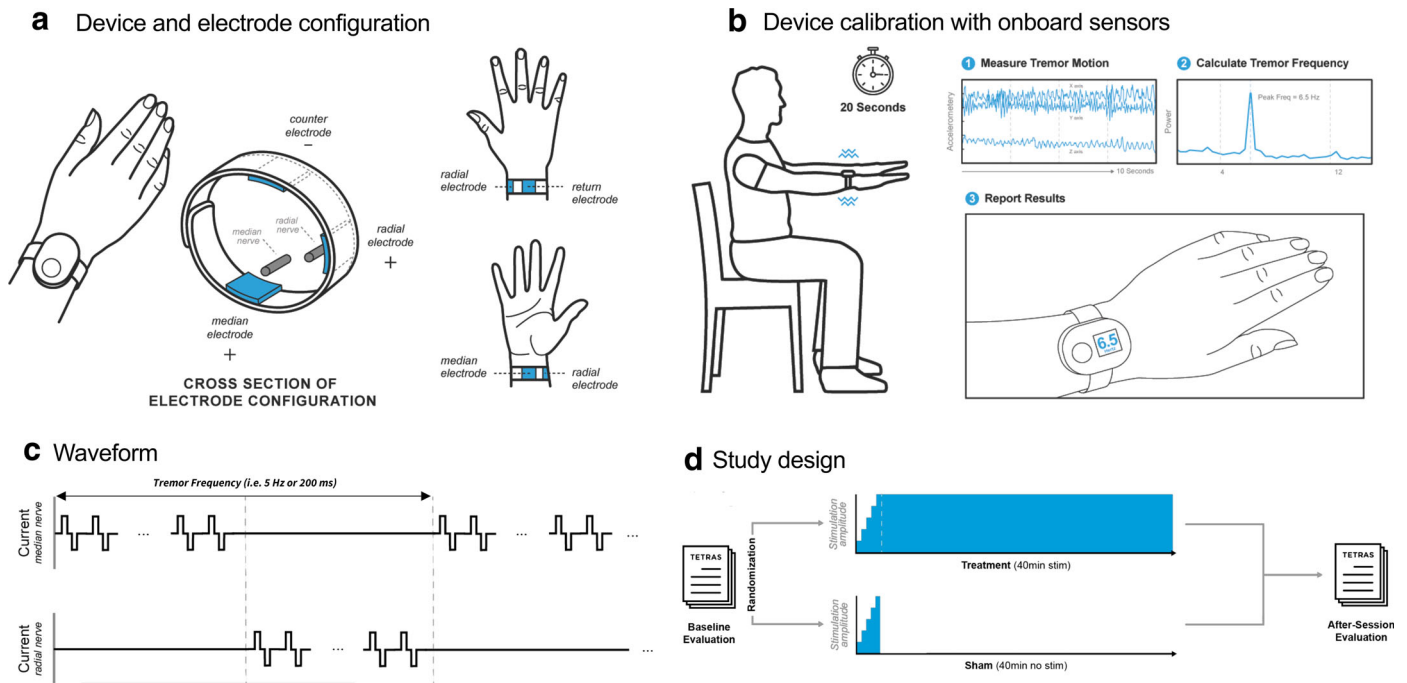 a Device and electrode configuration
counter
electrode
−
median
nerve
radial
nerve
radial
electrode
+
median
electrode
+
CROSS SECTION OF
ELECTRODE CONFIGURATION
radial
electrode
return
electrode
median
electrode
radial
electrode
b Device calibration with onboard sensors
20 Seconds
1 Measure Tremor Motion
Accelerometery
X axis
Y axis
Z axis
10 Seconds
2 Calculate Tremor Frequency
Power
Peak Freq = 6.5 Hz
4 12
3 Report Results
6.5
c Waveform
Tremor Frequency (i.e. 5 Hz or 200 ms)
Current
median nerve
... ... ...
Current
radial nerve
... ...
d Study design
TETRAS
Baseline
Evaluation
Randomization
Stimulation
amplitude
Treatment (40min stim)
Stimulation
amplitude
Sham (40min no stim)
TETRAS
After-Session
Evaluation